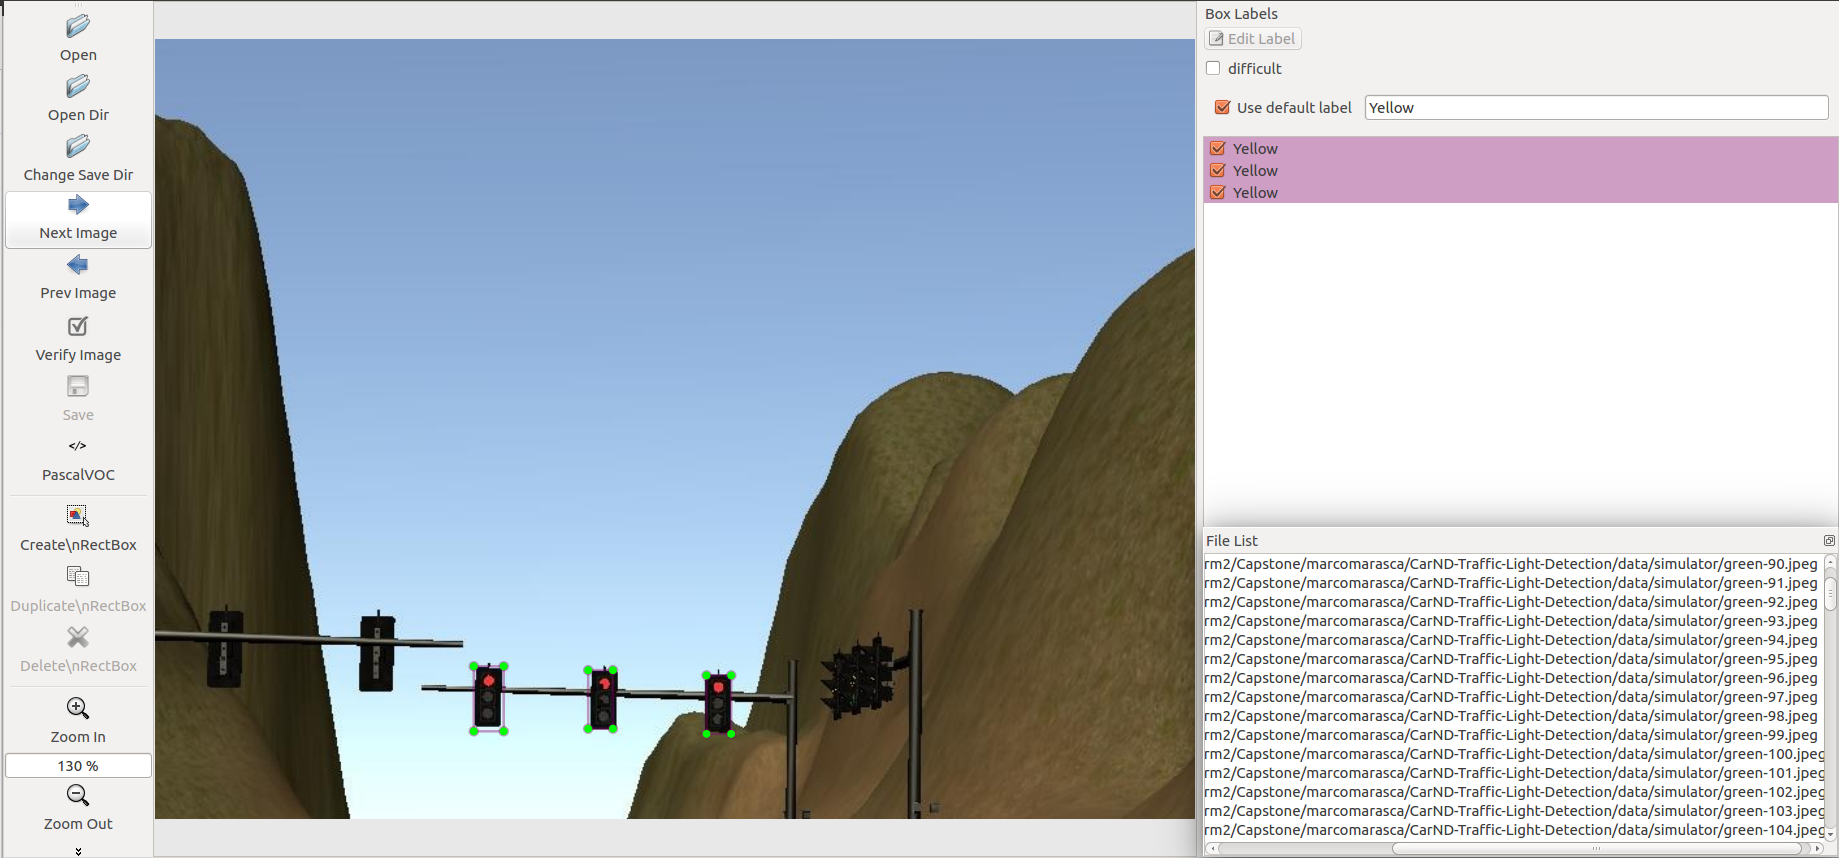 Open
Open Dir
Change Save Dir
Next Image
Prev Image
Verify Image
Save
</>
PascalVOC
Create\nRectBox
Duplicate\nRectBox
Delete\nRectBox
Zoom In
130 %
Zoom Out
Box Labels
Edit Label
difficult
Use default label Yellow
Yellow
Yellow
Yellow
File List
rm2/Capstone/marcomarasca/CarND-Traffic-Light-Detection/data/simulator/green-90.jpeg
rm2/Capstone/marcomarasca/CarND-Traffic-Light-Detection/data/simulator/green-91.jpeg
rm2/Capstone/marcomarasca/CarND-Traffic-Light-Detection/data/simulator/green-92.jpeg
rm2/Capstone/marcomarasca/CarND-Traffic-Light-Detection/data/simulator/green-93.jpeg
rm2/Capstone/marcomarasca/CarND-Traffic-Light-Detection/data/simulator/green-94.jpeg
rm2/Capstone/marcomarasca/CarND-Traffic-Light-Detection/data/simulator/green-95.jpeg
rm2/Capstone/marcomarasca/CarND-Traffic-Light-Detection/data/simulator/green-96.jpeg
rm2/Capstone/marcomarasca/CarND-Traffic-Light-Detection/data/simulator/green-97.jpeg
rm2/Capstone/marcomarasca/CarND-Traffic-Light-Detection/data/simulator/green-98.jpeg
rm2/Capstone/marcomarasca/CarND-Traffic-Light-Detection/data/simulator/green-99.jpeg
rm2/Capstone/marcomarasca/CarND-Traffic-Light-Detection/data/simulator/green-100.jpeg
rm2/Capstone/marcomarasca/CarND-Traffic-Light-Detection/data/simulator/green-101.jpeg
rm2/Capstone/marcomarasca/CarND-Traffic-Light-Detection/data/simulator/green-102.jpeg
rm2/Capstone/marcomarasca/CarND-Traffic-Light-Detection/data/simulator/green-103.jpeg
rm2/Capstone/marcomarasca/CarND-Traffic-Light-Detection/data/simulator/green-104.jpeg